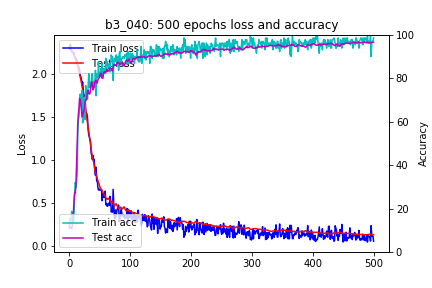 b3_040: 500 epochs loss and accuracy
Train loss
Test loss
Train acc
Test acc
Loss
2.0
1.5
1.0
0.5
0.0
Accuracy
100
80
60
40
20
0
0 100 200 300 400 500